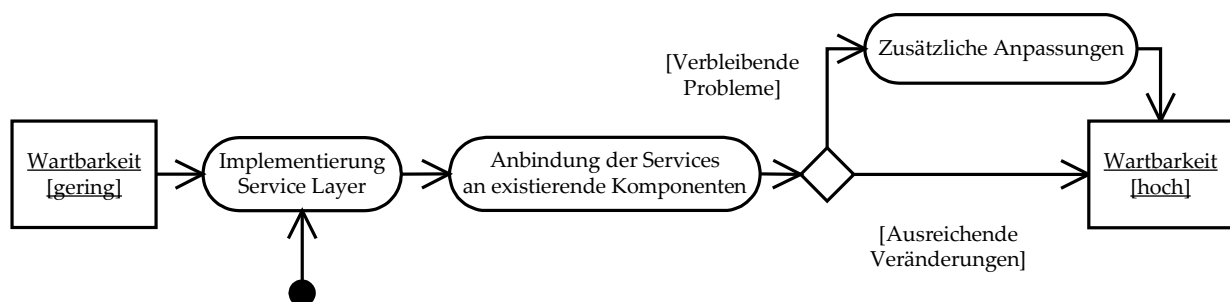 Wartbarkeit
[gering]
Implementierung
Service Layer
Anbindung der Services
an existierende Komponenten
[Verbleibende
Probleme]
Zusätzliche Anpassungen
[Ausreichende
Veränderungen]
Wartbarkeit
[hoch]